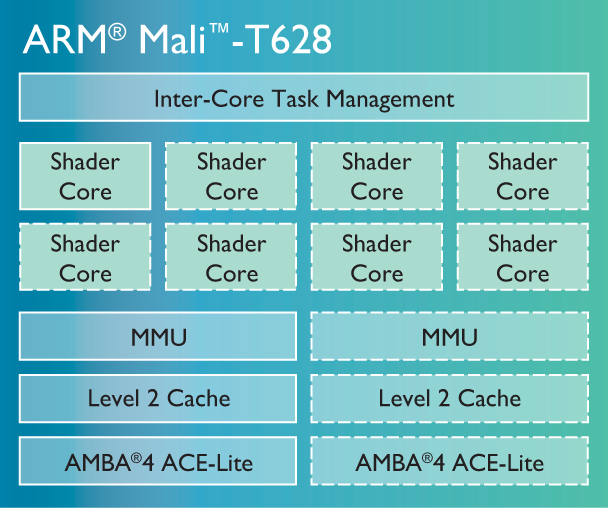 ARM® Mali™-T628
Inter-Core Task Management
Shader Core
Shader Core
Shader Core
Shader Core
Shader Core
Shader Core
Shader Core
Shader Core
MMU
MMU
Level 2 Cache
Level 2 Cache
AMBA®4 ACE-Lite
AMBA®4 ACE-Lite